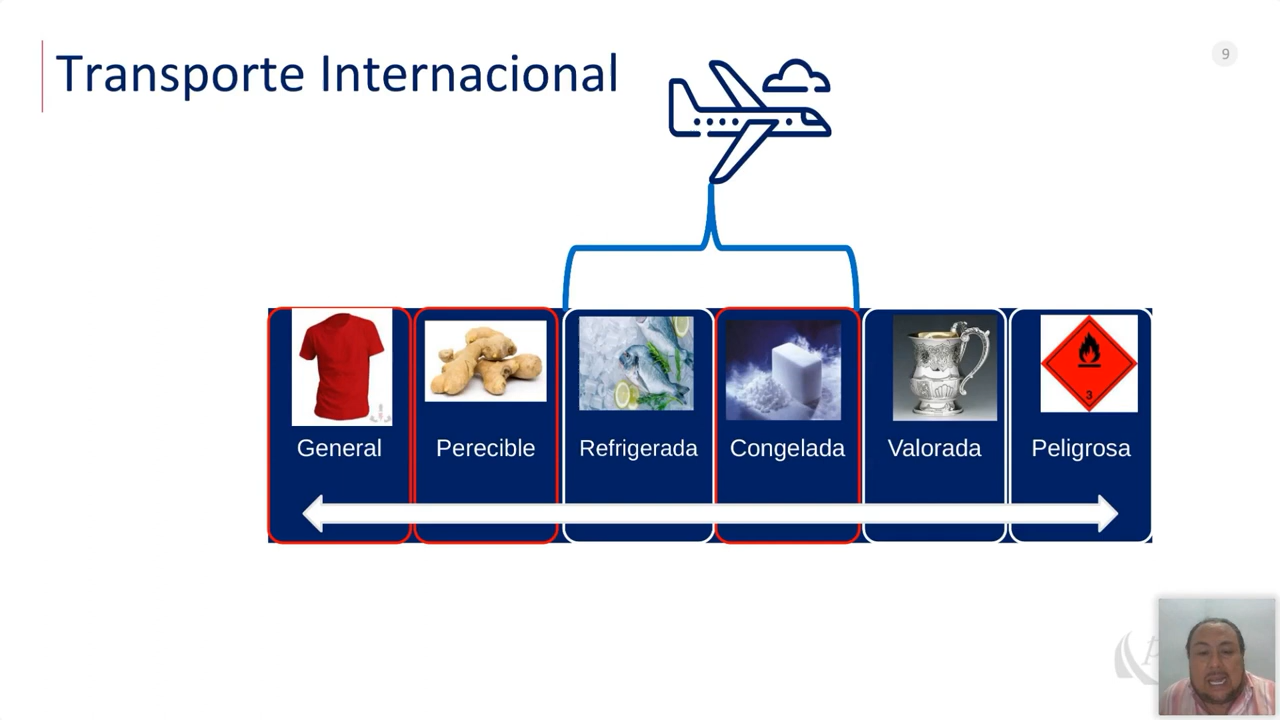 Transporte Internacional
9
General
Perecible
Refrigerada
Congelada
Valorada
Peligrosa
3